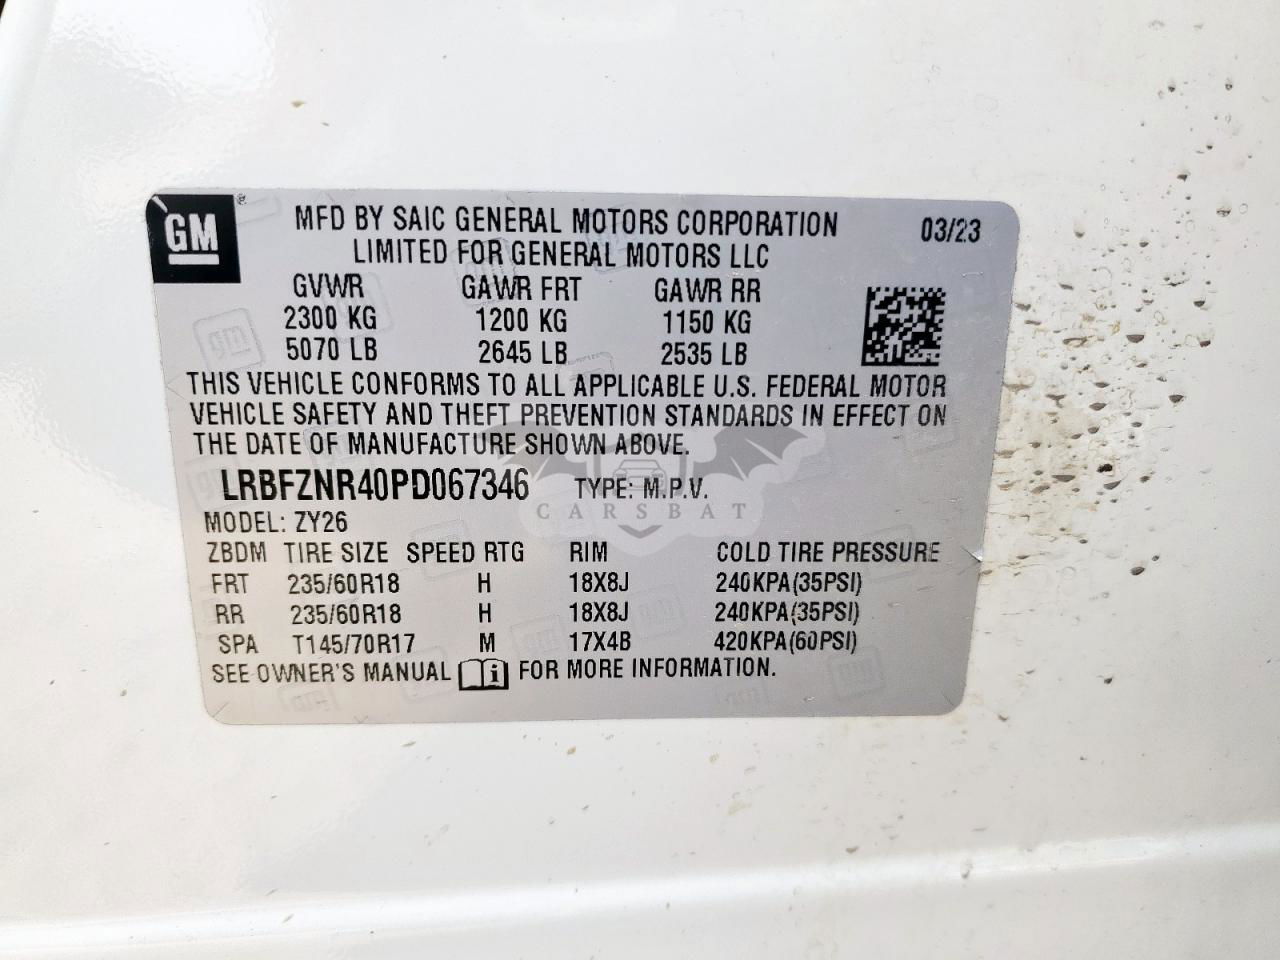 GM ®
MFD BY SAIC GENERAL MOTORS CORPORATION 03/23
LIMITED FOR GENERAL MOTORS LLC
GVWR GAWR FRT GAWR RR
2300 KG 1200 KG 1150 KG
5070 LB 2645 LB 2535 LB
THIS VEHICLE CONFORMS TO ALL APPLICABLE U.S. FEDERAL MOTOR
VEHICLE SAFETY AND THEFT PREVENTION STANDARDS IN EFFECT ON
THE DATE OF MANUFACTURE SHOWN ABOVE.
LRBFZNR40PD067346 TYPE: M.P.V.
CARSBAT
MODEL: ZY26
ZBDM TIRE SIZE SPEED RTG RIM COLD TIRE PRESSURE
FRT 235/60R18 H 18X8J 240KPA(35PSI)
RR 235/60R18 H 18X8J 240KPA(35PSI)
SPA T145/70R17 M 17X4B 420KPA(60PSI)
SEE OWNER'S MANUAL i FOR MORE INFORMATION.